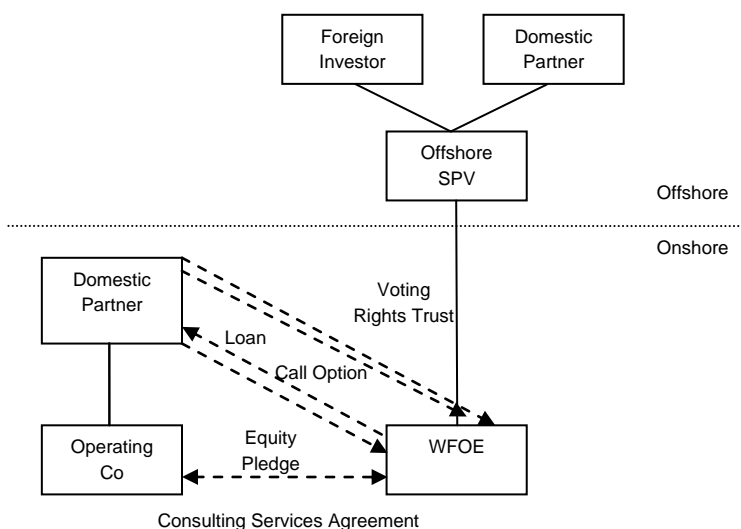 Foreign
Investor
Domestic
Partner
Offshore
SPV
Offshore
Onshore
Domestic
Partner
Voting
Rights Trust
Loan
Call Option
Operating
Co
Equity
Pledge
WFOE
Consulting Services Agreement